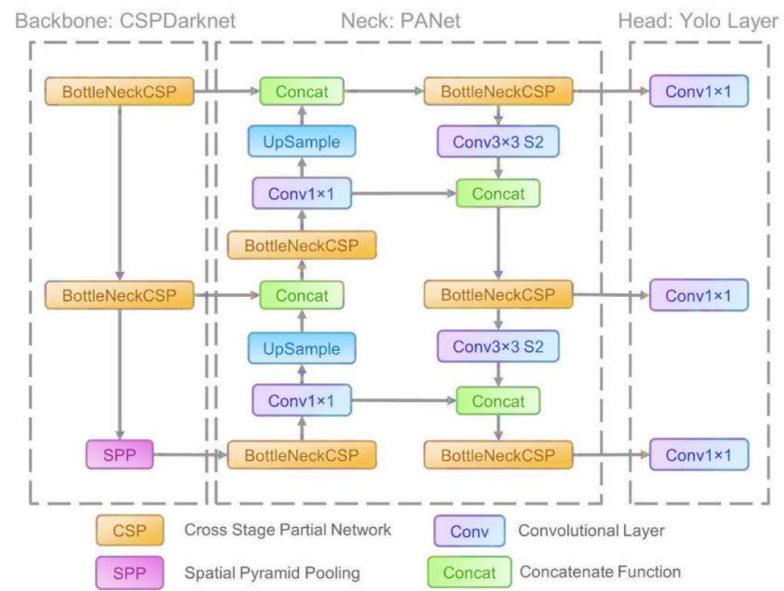 Backbone: CSPDarknet
Neck: PANet
Head: Yolo Layer
BottleNeckCSP
Concat
BottleNeckCSP
Conv1×1
UpSample
Conv3×3 S2
Conv1×1
Concat
BottleNeckCSP
BottleNeckCSP
Concat
BottleNeckCSP
Conv1×1
UpSample
Conv3×3 S2
Conv1×1
Concat
SPP
BottleNeckCSP
BottleNeckCSP
Conv1×1
CSP
Cross Stage Partial Network
Conv
Convolutional Layer
SPP
Spatial Pyramid Pooling
Concat
Concatenate Function